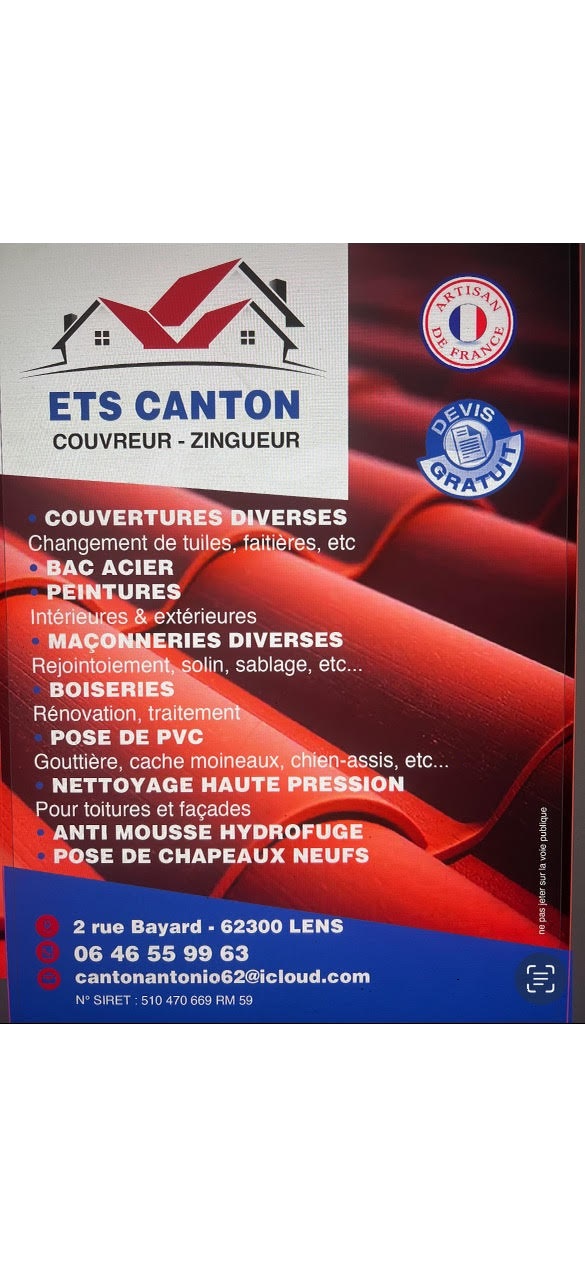 ARTISAN
DE FRANCE
ETS CANTON
COUVREUR - ZINGUEUR
DEVIS
GRATUIT
• COUVERTURES DIVERSES
Changement de tuiles, faitières, etc
• BAC ACIER
• PEINTURES
Intérieures & extérieures
• MAÇONNERIES DIVERSES
Rejointoiement, solin, sablage, etc...
• BOISERIES
Rénovation, traitement
• POSE DE PVC
Gouttière, cache moineaux, chien-assis, etc...
• NETTOYAGE HAUTE PRESSION
Pour toitures et façades
• ANTI MOUSSE HYDROFUGE
• POSE DE CHAPEAUX NEUFS
ne pas jeter sur la voie publique
2 rue Bayard - 62300 LENS
06 46 55 99 63
cantonantonio62@icloud.com
N° SIRET : 510 470 669 RM 59